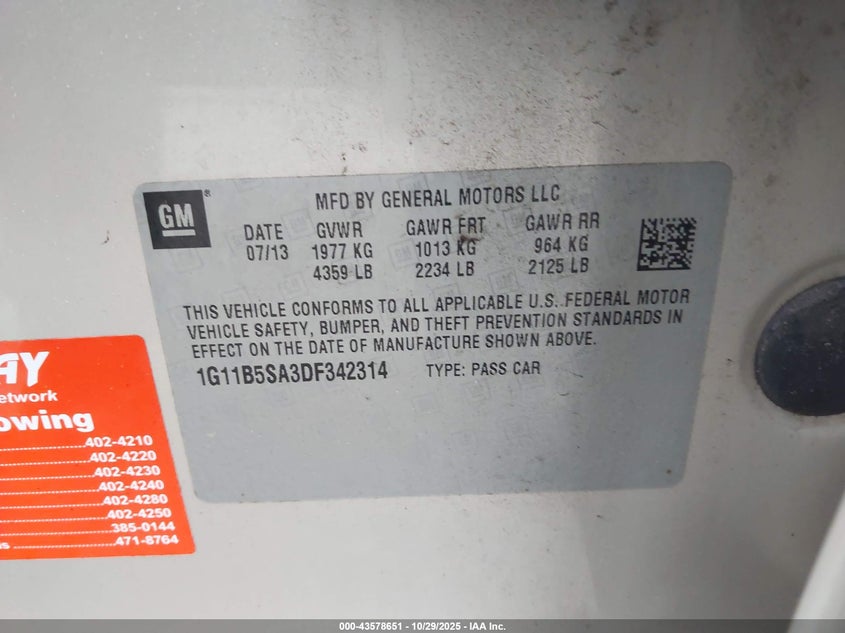 GM®
MFD BY GENERAL MOTORS LLC
DATE GVWR GAWR FRT GAWR RR
07/13 1977 KG 1013 KG 964 KG
4359 LB 2234 LB 2125 LB
THIS VEHICLE CONFORMS TO ALL APPLICABLE U.S. FEDERAL MOTOR
VEHICLE SAFETY, BUMPER, AND THEFT PREVENTION STANDARDS IN
EFFECT ON THE DATE OF MANUFACTURE SHOWN ABOVE.
1G11B5SA3DF342314 TYPE: PASS CAR
AY
etwork
owing
402-4210
402-4220
402-4230
402-4240
402-4280
402-4250
385-0144
471-8764
000-43578651 | 10/29/2025 - IAA Inc.